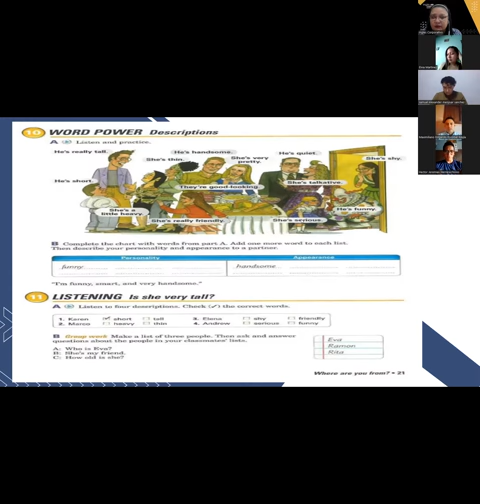 10 WORD POWER Descriptions
A Listen and practice.
He's really tall.
He's handsome.
He's quiet.
She's thin.
She's very pretty.
She's shy.
He's short.
They're good-looking.
She's talkative.
She's a little heavy.
She's really friendly.
She's serious.
He's funny.
B Complete the chart with words from part A. Add one more word to each list.
Then describe your personality and appearance to a partner.
Personality Appearance
funny handsome
"I'm funny, smart, and very handsome."
11 LISTENING Is she very tall?
A Listen to four descriptions. Check (✓) the correct words.
1. Karen ✓ short tall 3. Elena shy friendly
2. Marco heavy thin 4. Andrew serious funny
B Group work Make a list of three people. Then ask and answer
questions about the people in your classmates' lists.
A: Who is Eva?
B: She's my friend.
C: How old is she?
Eva
Ramon
Rita
Where are you from? • 21